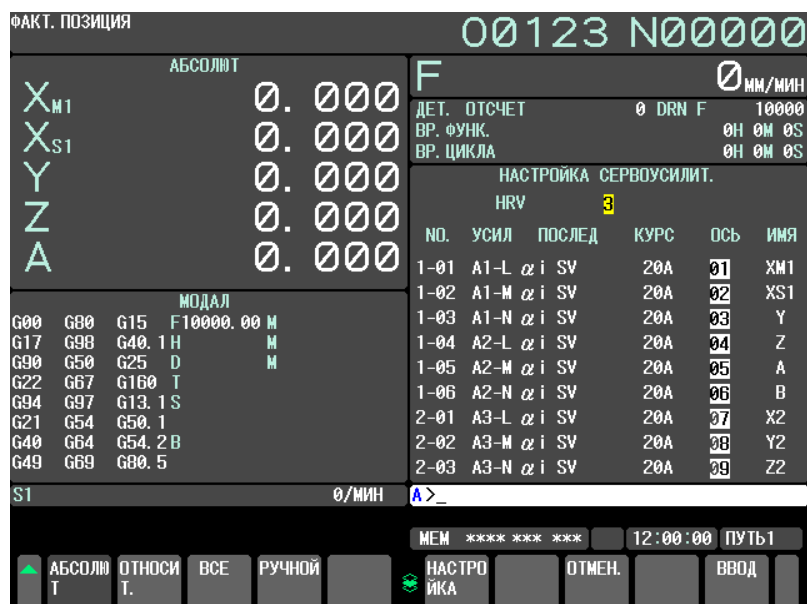 ФАКТ. ПОЗИЦИЯ
O0123 N00000
АБСОЛЮТ
XM1 0. 000
XS1 0. 000
Y 0. 000
Z 0. 000
A 0. 000
F 0 ММ/МИН
ДЕТ. ОТСЧЕТ 0 DRN F 10000
ВР. ФУНК. 0H 0M 0S
ВР. ЦИКЛА 0H 0M 0S
МОДАЛ
G00 G80 G15 F10000. 00 M
G17 G98 G40. 1 H M
G90 G50 G25 D M
G22 G67 G160 T
G94 G97 G13. 1 S
G21 G54 G50. 1
G40 G64 G54. 2 B
G49 G69 G80. 5
S1 0/МИН
НАСТРОЙКА СЕРВОУСИЛИТ.
HRV 3
NO. УСИЛ ПОСЛЕД КУРС ОСЬ ИМЯ
1-01 A1-L αi SV 20A 01 XM1
1-02 A1-M αi SV 20A 02 XS1
1-03 A1-N αi SV 20A 03 Y
1-04 A2-L αi SV 20A 04 Z
1-05 A2-M αi SV 20A 05 A
1-06 A2-N αi SV 20A 06 B
2-01 A3-L αi SV 20A 07 X2
2-02 A3-M αi SV 20A 08 Y2
2-03 A3-N αi SV 20A 09 Z2
A >_
MEM **** *** *** 12:00:00 ПУТЬ1
АБСОЛЮ
Т
ОТНОСИ
Т.
ВСЕ
РУЧНОЙ
НАСТРО
ЙКА
ОТМЕН.
ВВОД